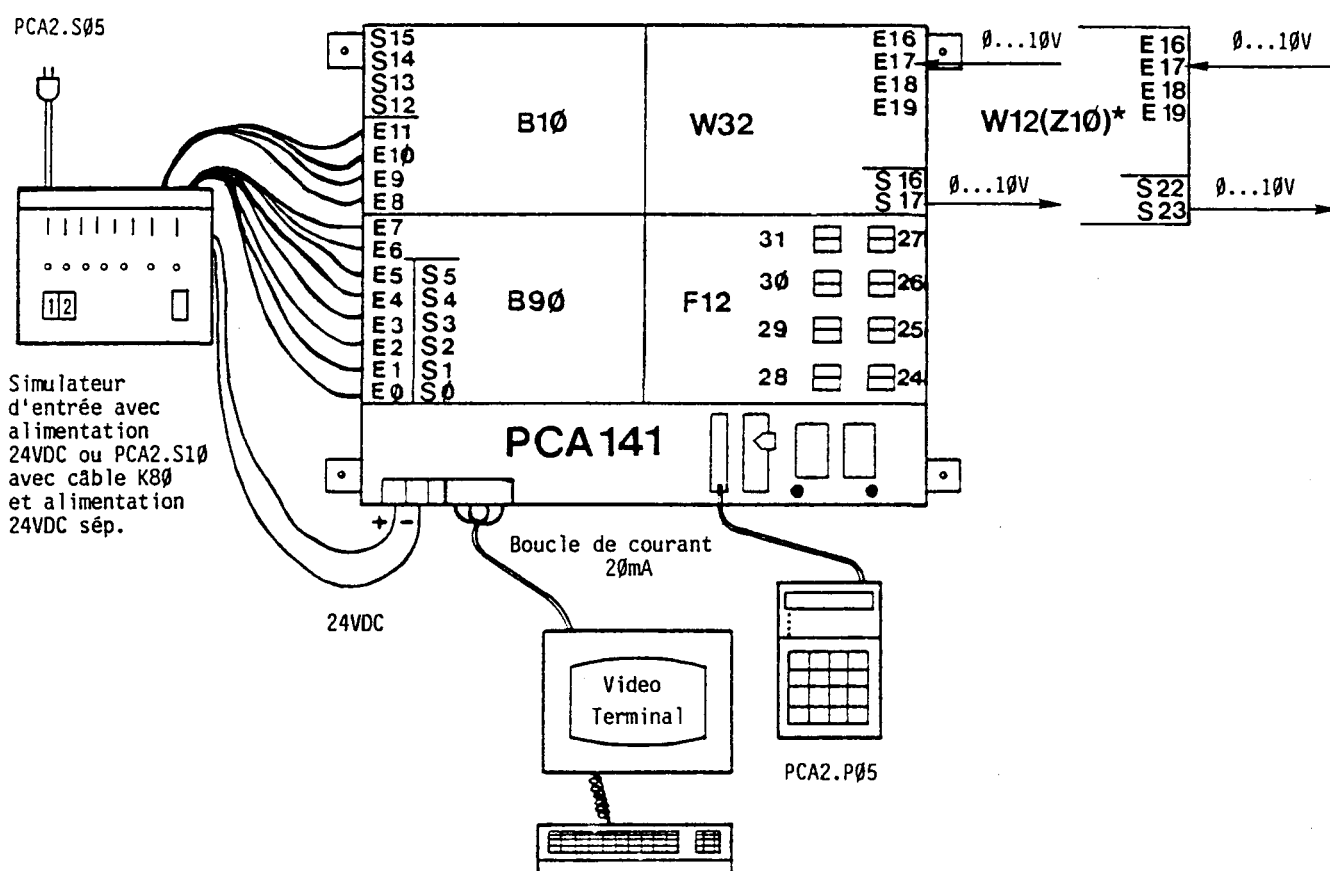 PCA2.SØ5
S15
S14
S13
S12
E11
E1Ø
E9
E8
E7
E6
E5
E4
E3
E2
E1
EØ
S5
S4
S3
S2
S1
SØ
B1Ø
B9Ø
W32
F12
E16
E17
E18
E19
S16
S17
Ø...1ØV
Ø...1ØV
W12(Z1Ø)*
E16
E17
E18
E19
S22
S23
Ø...1ØV
Ø...1ØV
31
3Ø
29
28
27
26
25
24
PCA141
12
Simulateur
d'entrée avec
alimentation
24VDC ou PCA2.S1Ø
avec câble K8Ø
et alimentation
24VDC sép.
+ -
24VDC
Boucle de courant
2ØmA
Video
Terminal
PCA2.PØ5